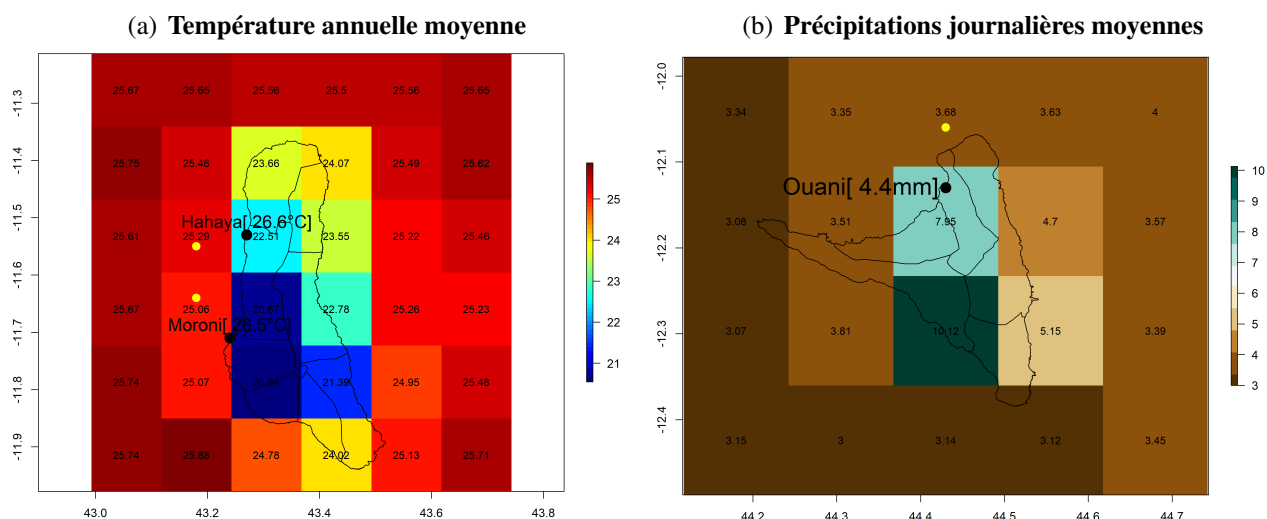 (a) Température annuelle moyenne
-11.3
-11.4
-11.5
-11.6
-11.7
-11.8
-11.9
25.67 25.65 25.56 25.5 25.56 25.65
25.75 25.46 23.66 24.07 25.49 25.62
Hahaya[ 26.6°C]
25.61 25.29 22.51 23.55 25.22 25.46
25.67 25.06 22.78 25.26 25.23
Moroni[ 26.5°C]
25.74 25.07 21.39 24.95 25.48
25.74 25.88 24.78 24.02 25.13 25.71
43.0 43.2 43.4 43.6 43.8
25
24
23
22
21
(b) Précipitations journalières moyennes
-12.0
-12.1
-12.2
-12.3
-12.4
3.34 3.35 3.68 3.63 4
Ouani[ 4.4mm]
3.08 3.51 7.95 4.7 3.57
3.07 3.81 10.12 5.15 3.39
3.15 3 3.14 3.12 3.45
44.2 44.3 44.4 44.5 44.6 44.7
10
9
8
7
6
5
4
3